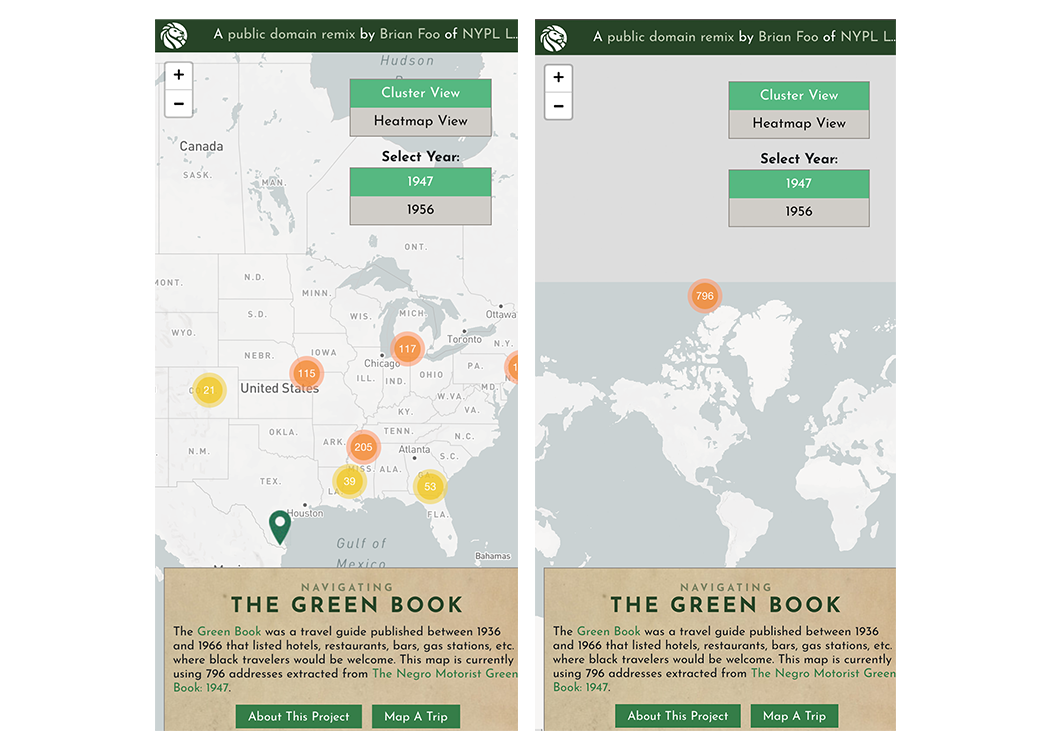 A public domain remix by Brian Foo of NYPL L...
+
−
Hudson
Cluster View
Heatmap View
Canada
SASK.
MAN.
Select Year:
1947
1956
ONT.
MONT.
N.D.
MINN.
S.D.
WIS.
MICH.
Ottawa
WYO.
Toronto
N.Y.
NEBR.
IOWA
117
Chicago
115
PA.
21
United States
ILL.
IND.
OHIO
MD.
W.VA.
VA.
KY.
OKLA.
TENN.
N.C.
N.M.
ARK.
205
Atlanta
S.C.
MISS.
ALA.
TEX.
LA
39
53
GA.
Houston
FLA.
Gulf of
Mexico
Bahamas
NAVIGATING
THE GREEN BOOK
The Green Book was a travel guide published between 1936
and 1966 that listed hotels, restaurants, bars, gas stations, etc.
where black travelers would be welcome. This map is currently
using 796 addresses extracted from The Negro Motorist Green
Book: 1947.
About This Project
Map A Trip
A public domain remix by Brian Foo of NYPL L...
+
−
Cluster View
Heatmap View
Select Year:
1947
1956
796
NAVIGATING
THE GREEN BOOK
The Green Book was a travel guide published between 1936
and 1966 that listed hotels, restaurants, bars, gas stations, etc.
where black travelers would be welcome. This map is currently
using 796 addresses extracted from The Negro Motorist Green
Book: 1947.
About This Project
Map A Trip